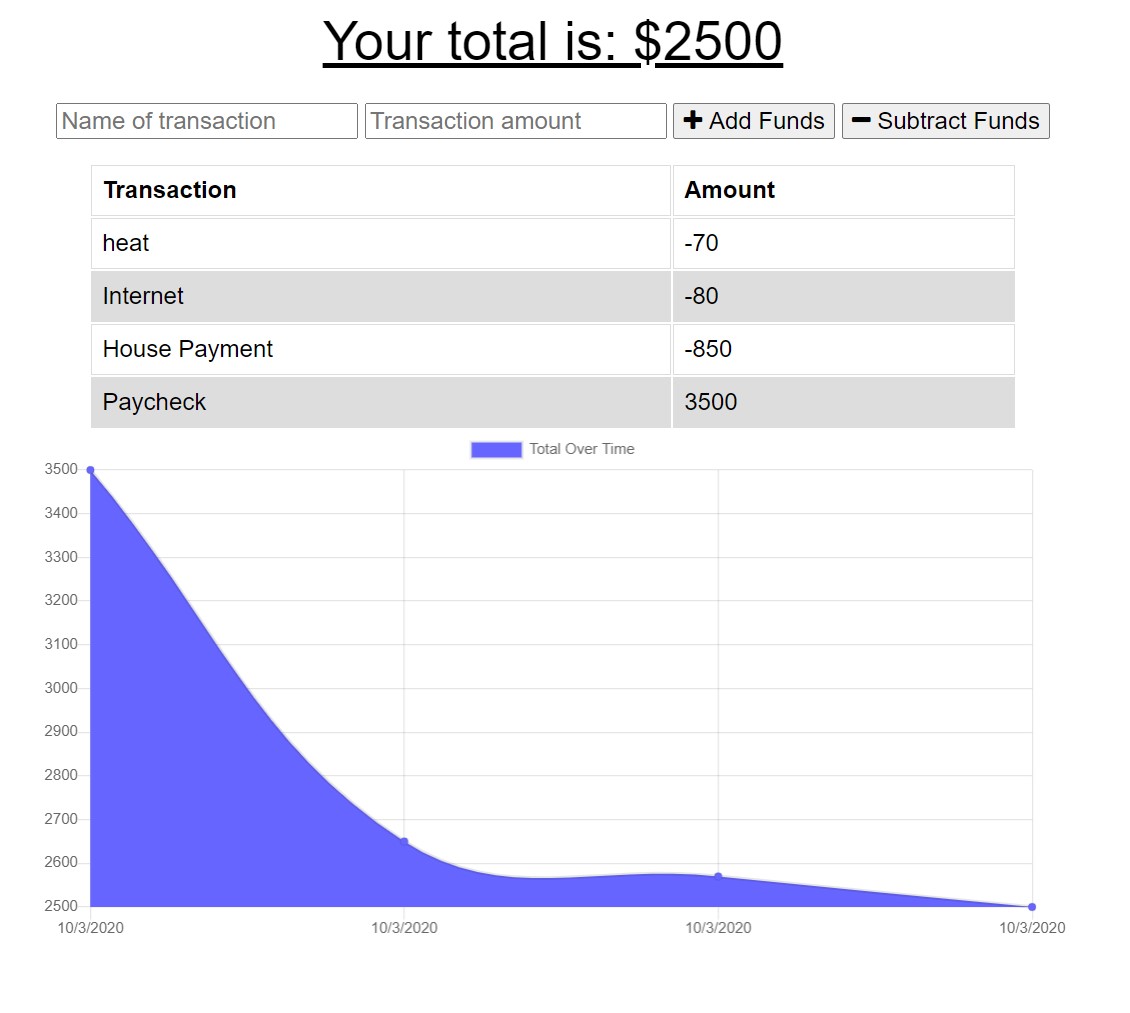 Your total is: $2500
Name of transaction Transaction amount + Add Funds − Subtract Funds
Transaction Amount
heat -70
Internet -80
House Payment -850
Paycheck 3500
Total Over Time
3500
3400
3300
3200
3100
3000
2900
2800
2700
2600
2500
10/3/2020 10/3/2020 10/3/2020 10/3/2020